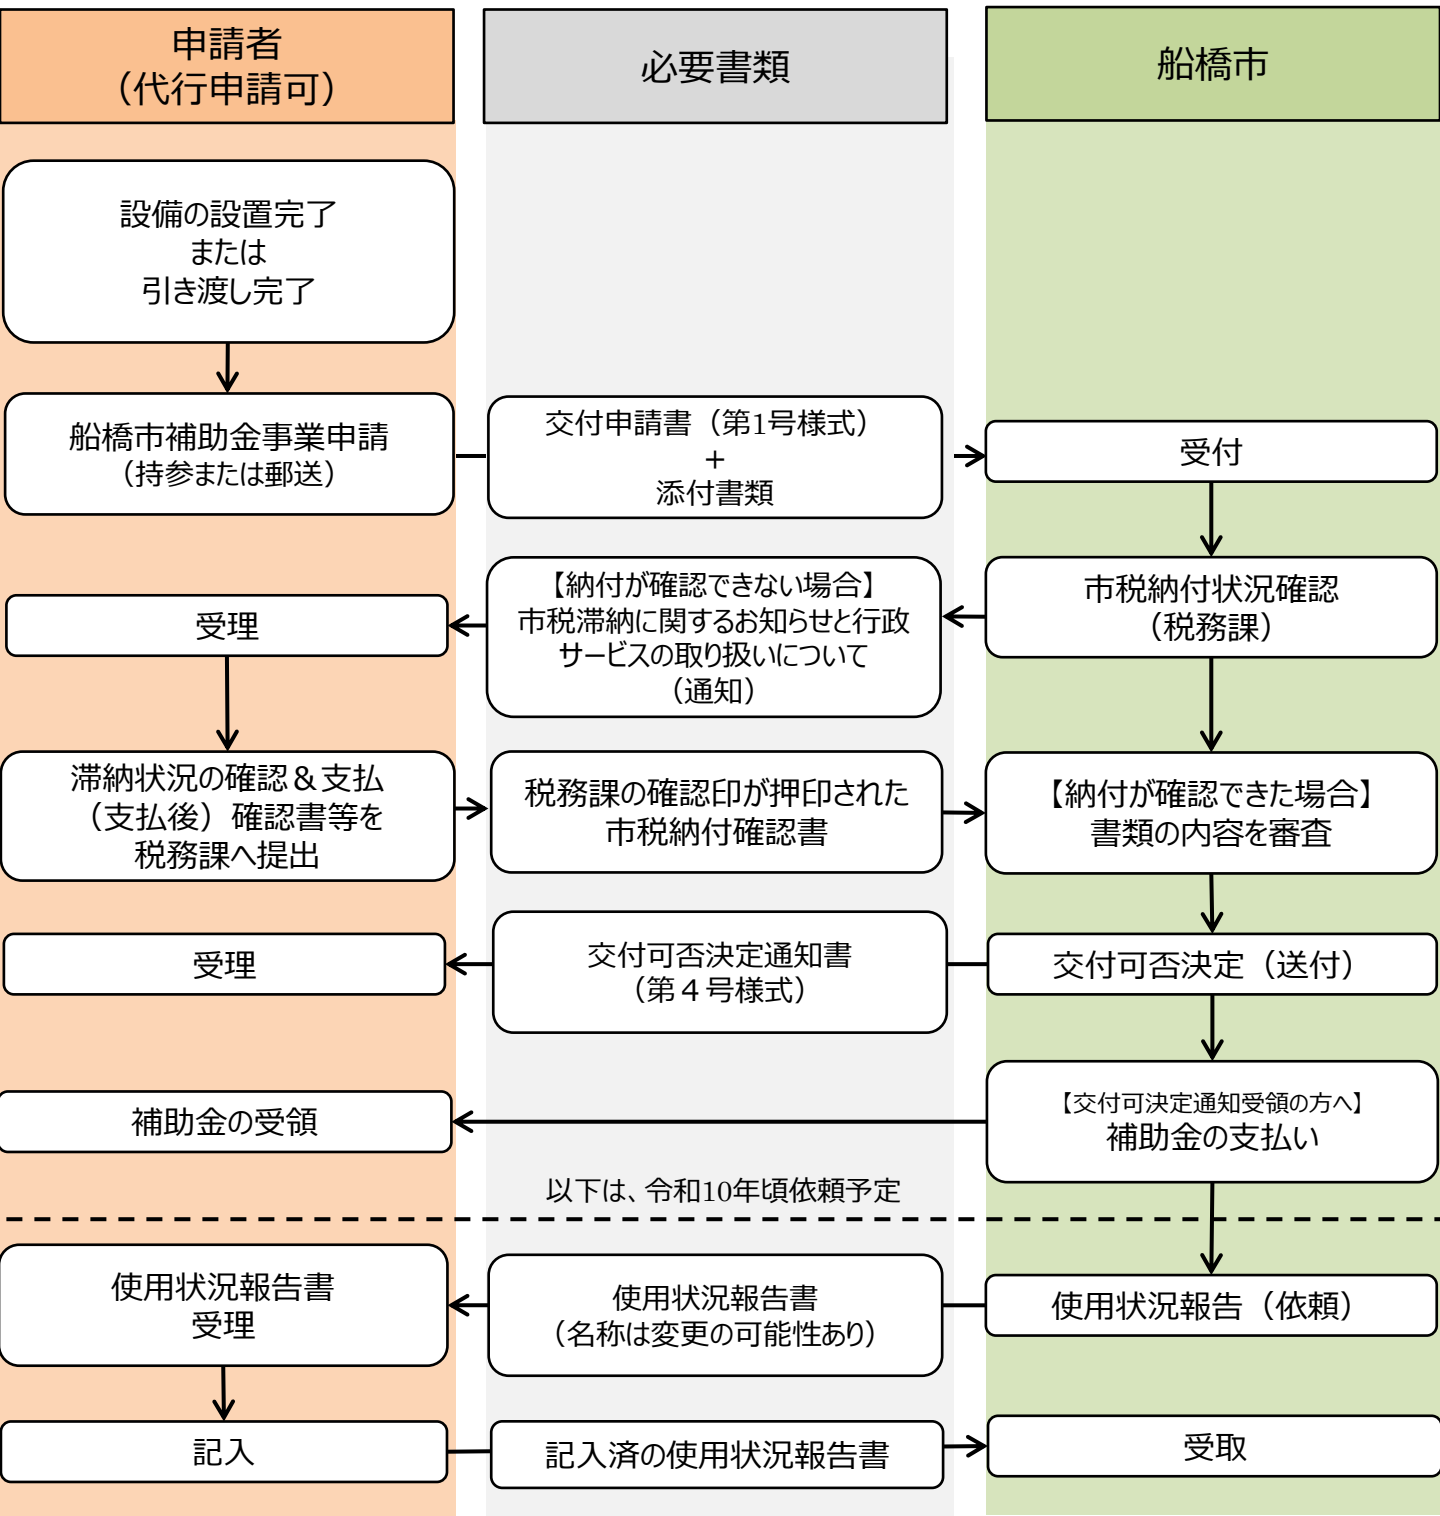 申請者
（代行申請可）
必要書類
船橋市
設備の設置完了
または
引き渡し完了
船橋市補助金事業申請
（持参または郵送）
交付申請書（第1号様式）
+
添付書類
受付
市税納付状況確認
（税務課）
【納付が確認できない場合】
市税滞納に関するお知らせと行政
サービスの取り扱いについて
（通知）
受理
滞納状況の確認＆支払
（支払後）確認書等を
税務課へ提出
税務課の確認印が押印された
市税納付確認書
【納付が確認できた場合】
書類の内容を審査
交付可否決定（送付）
交付可否決定通知書
（第４号様式）
受理
【交付可決定通知受領の方へ】
補助金の支払い
補助金の受領
以下は、令和10年頃依頼予定
使用状況報告（依頼）
使用状況報告書
（名称は変更の可能性あり）
使用状況報告書
受理
記入
記入済の使用状況報告書
受取